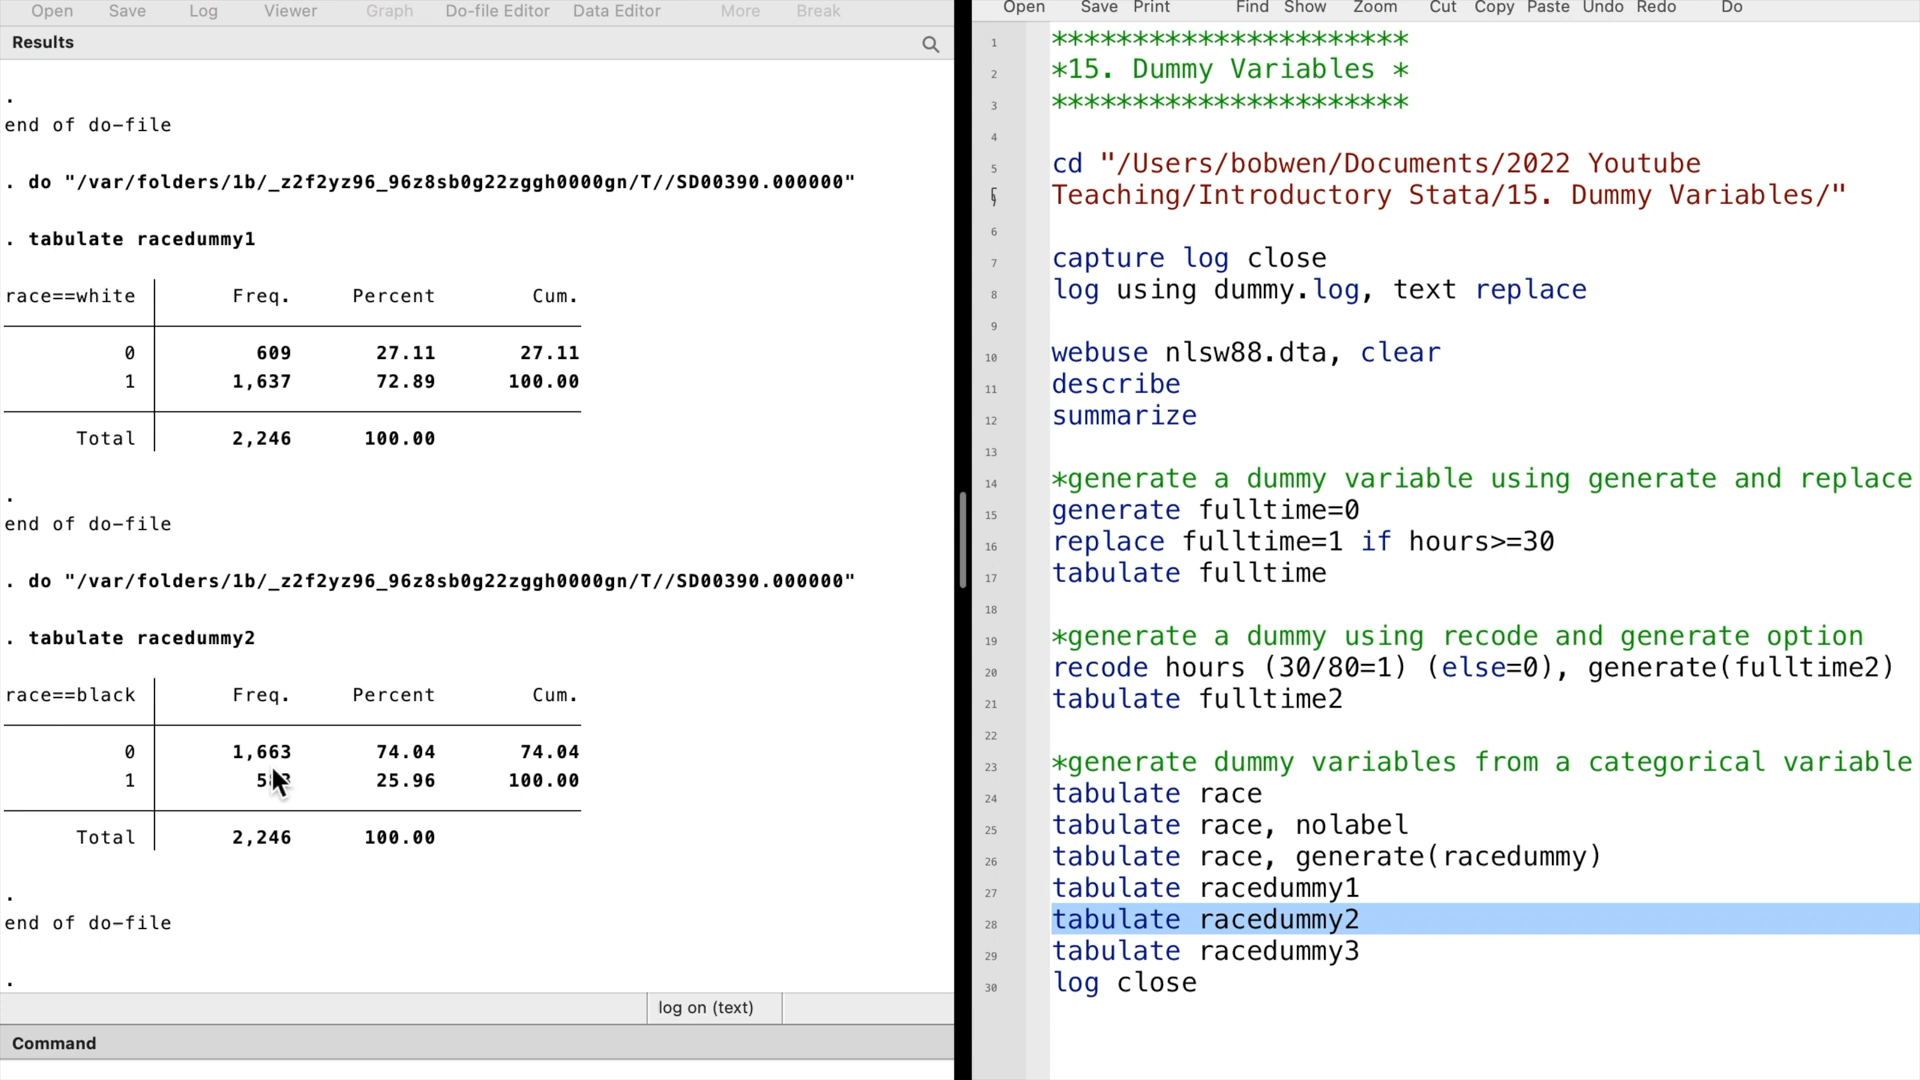 Open Save Log Viewer Graph Do-file Editor Data Editor More Break
Results
.
end of do-file
. do "/var/folders/1b/_z2f2yz96_96z8sb0g22zggh0000gn/T//SD00390.000000"
. tabulate racedummy1
race==white Freq. Percent Cum.
0 609 27.11 27.11
1 1,637 72.89 100.00
Total 2,246 100.00
.
end of do-file
. do "/var/folders/1b/_z2f2yz96_96z8sb0g22zggh0000gn/T//SD00390.000000"
. tabulate racedummy2
race==black Freq. Percent Cum.
0 1,663 74.04 74.04
1 25.96 100.00
Total 2,246 100.00
.
end of do-file
.
log on (text)
Command
Open Save Print Find Show Zoom Cut Copy Paste Undo Redo Do
1 **********************
2 *15. Dummy Variables *
3 **********************
4
5 cd "/Users/bobwen/Documents/2022 Youtube
Teaching/Introductory Stata/15. Dummy Variables/"
6
7 capture log close
8 log using dummy.log, text replace
9
10 webuse nlsw88.dta, clear
11 describe
12 summarize
13
14 *generate a dummy variable using generate and replace
15 generate fulltime=0
16 replace fulltime=1 if hours>=30
17 tabulate fulltime
18
19 *generate a dummy using recode and generate option
20 recode hours (30/80=1) (else=0), generate(fulltime2)
21 tabulate fulltime2
22
23 *generate dummy variables from a categorical variable
24 tabulate race
25 tabulate race, nolabel
26 tabulate race, generate(racedummy)
27 tabulate racedummy1
28 tabulate racedummy2
29 tabulate racedummy3
30 log close